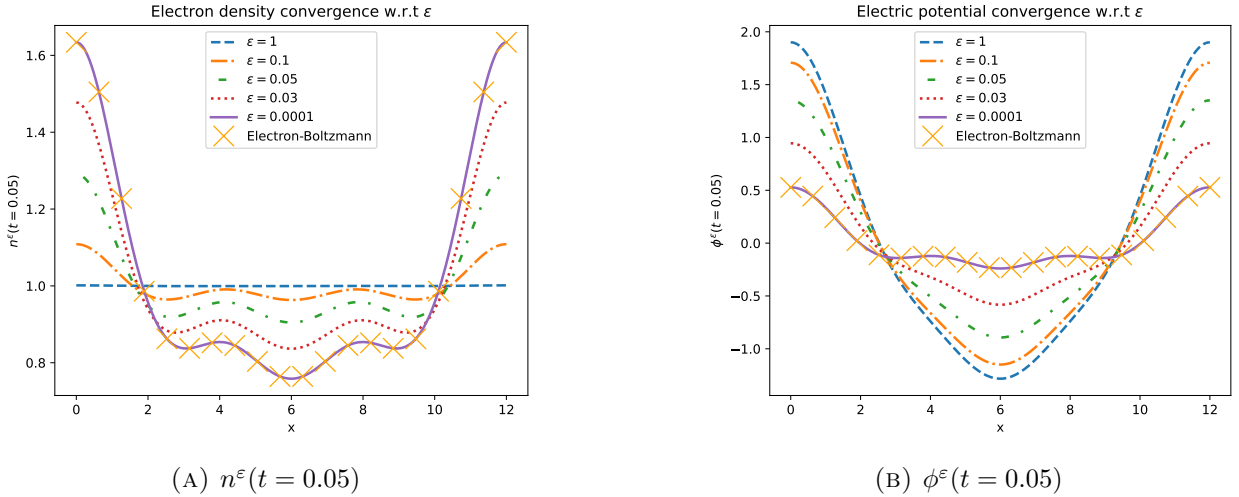 Electron density convergence w.r.t ε
1.6
1.4
1.2
1.0
0.8
n^ε(t = 0.05)
ε = 1
ε = 0.1
ε = 0.05
ε = 0.03
ε = 0.0001
Electron-Boltzmann
0 2 4 6 8 10 12
x
(A) n^ε(t = 0.05)
Electric potential convergence w.r.t ε
2.0
1.5
1.0
0.5
0.0
−0.5
−1.0
ϕ^ε(t = 0.05)
ε = 1
ε = 0.1
ε = 0.05
ε = 0.03
ε = 0.0001
Electron-Boltzmann
0 2 4 6 8 10 12
x
(B) ϕ^ε(t = 0.05)